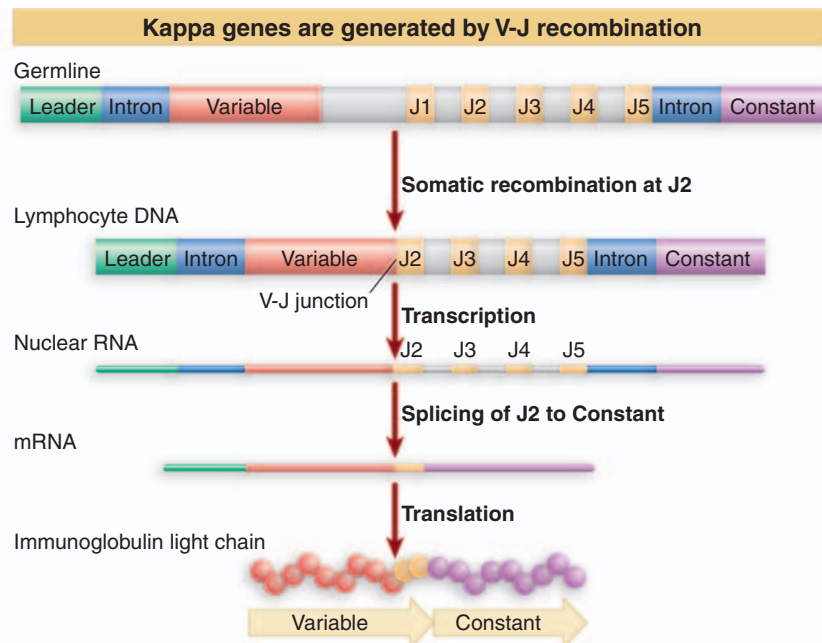 Kappa genes are generated by V-J recombination
Germline
Leader Intron Variable J1 J2 J3 J4 J5 Intron Constant
Somatic recombination at J2
Lymphocyte DNA
Leader Intron Variable J2 J3 J4 J5 Intron Constant
V-J junction
Transcription
Nuclear RNA
J2 J3 J4 J5
Splicing of J2 to Constant
mRNA
Translation
Immunoglobulin light chain
Variable Constant